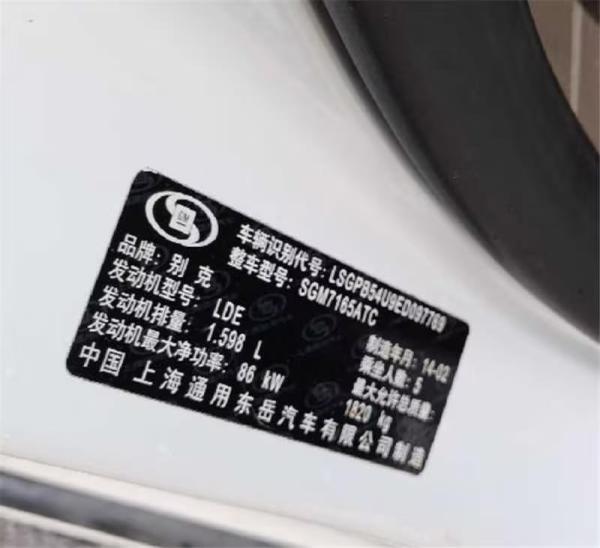 GM
车辆识别代号: LSGPB54U9ED097769
品牌: 别克 整车型号: SGM7165ATC
发动机型号: LDE 制造年月: 14-02
发动机排量: 1.598 L 乘坐人数: 5
发动机最大净功率: 86 kW 最大允许总质量: 1820 kg
中国 上海通用东岳汽车有限公司制造